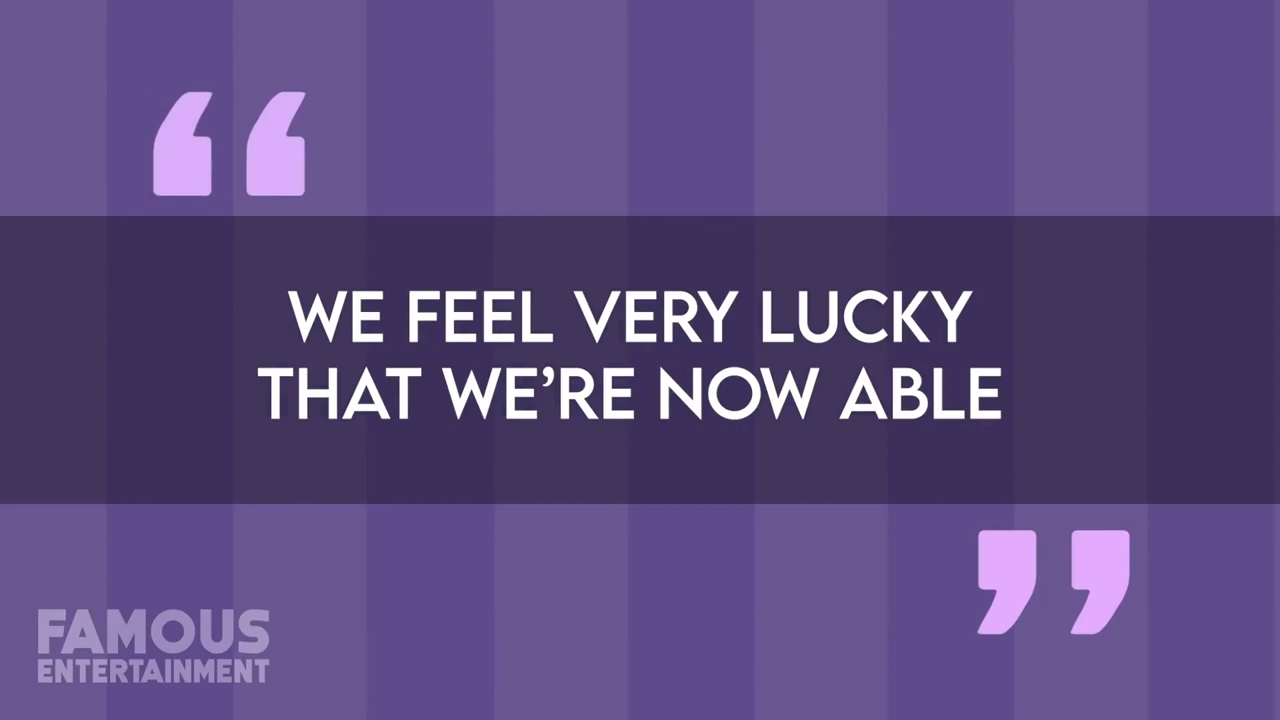 “
WE FEEL VERY LUCKY
THAT WE’RE NOW ABLE
”
FAMOUS
ENTERTAINMENT